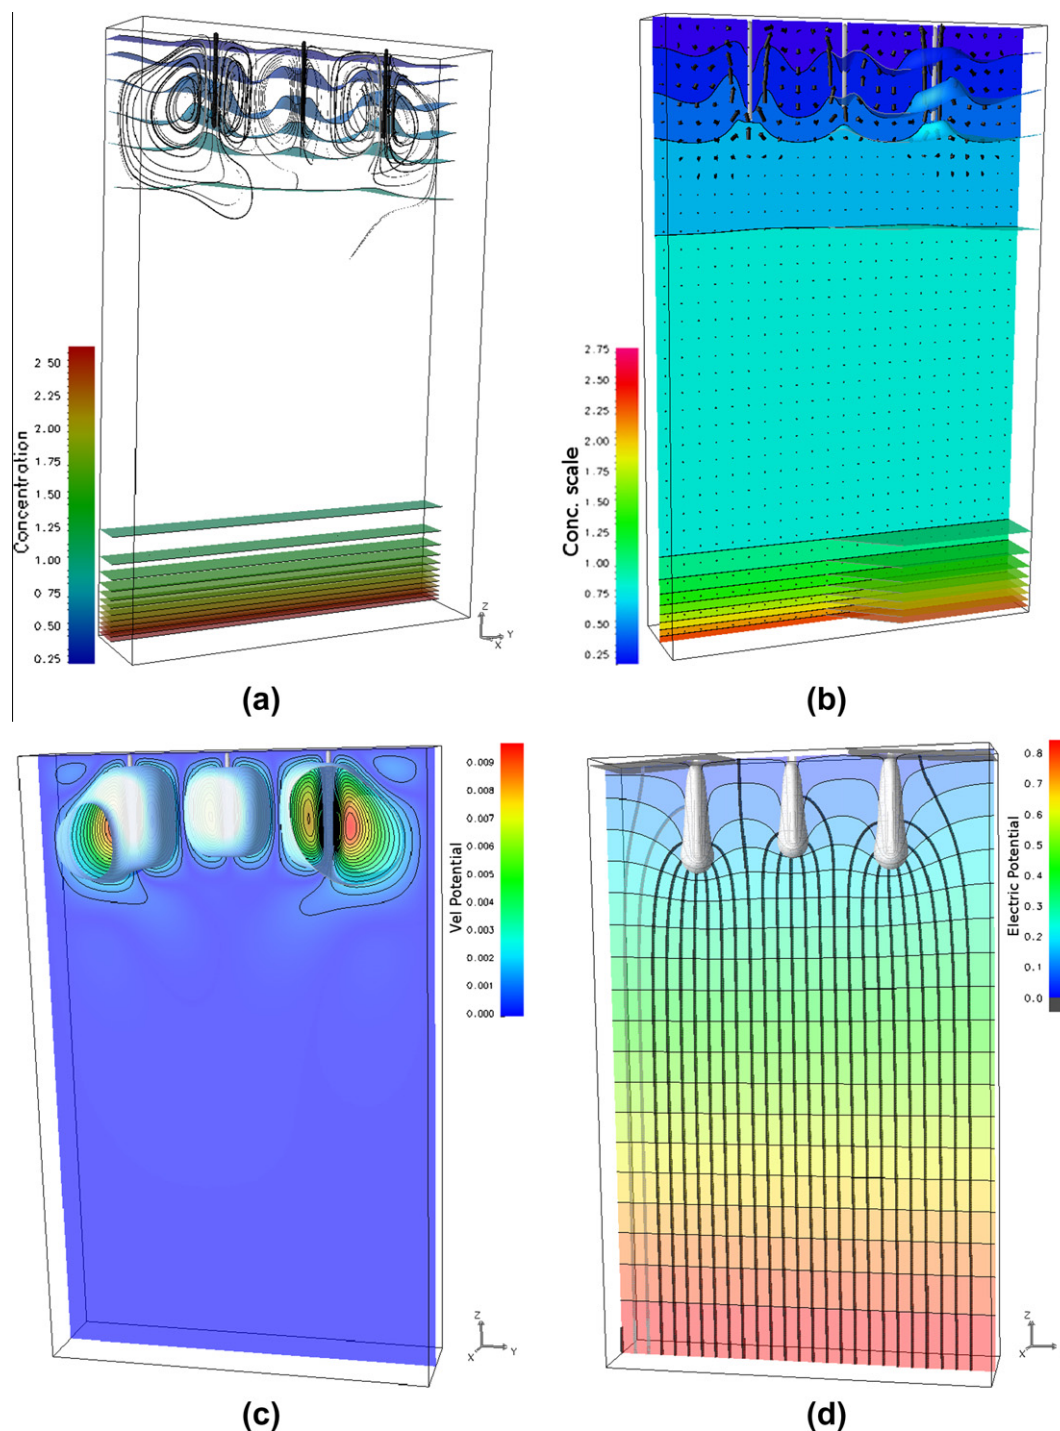 Concentration
2 50
2.25
2.00
1.75
1.50
1.25
1.00
0.75
0.50
0.25
Z
Y
X
(a)
Conc. scale
2.75
2.50
2.25
2.00
1.75
1.50
1.25
1.00
0.75
0.50
0.25
(b)
Vel Potential
0.009
0.008
0.007
0.006
0.005
0.004
0.003
0.002
0.001
0.000
Z
X
Y
(c)
Electric Potential
0.8
0.7
0.6
0.5
0.4
0.3
0.2
0.1
0.0
Z
X
(d)